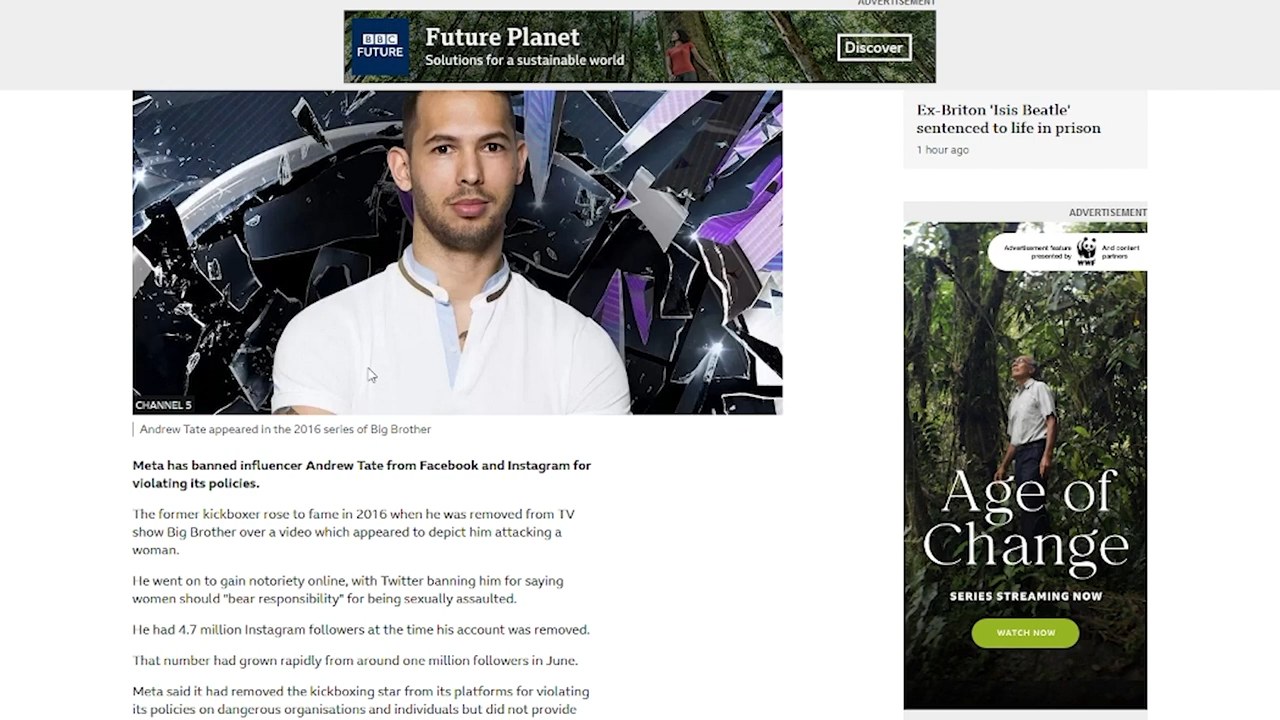 ADVERTISEMENT
BBC
FUTURE
Future Planet
Solutions for a sustainable world
Discover
Ex-Briton 'Isis Beatle'
sentenced to life in prison
1 hour ago
CHANNEL 5
Andrew Tate appeared in the 2016 series of Big Brother
Meta has banned influencer Andrew Tate from Facebook and Instagram for
violating its policies.
The former kickboxer rose to fame in 2016 when he was removed from TV
show Big Brother over a video which appeared to depict him attacking a
woman.
He went on to gain notoriety online, with Twitter banning him for saying
women should "bear responsibility" for being sexually assaulted.
He had 4.7 million Instagram followers at the time his account was removed.
That number had grown rapidly from around one million followers in June.
Meta said it had removed the kickboxing star from its platforms for violating
its policies on dangerous organisations and individuals but did not provide
ADVERTISEMENT
Advertisement feature
presented by
WWF
And content
partners
Age of
Change
SERIES STREAMING NOW
WATCH NOW